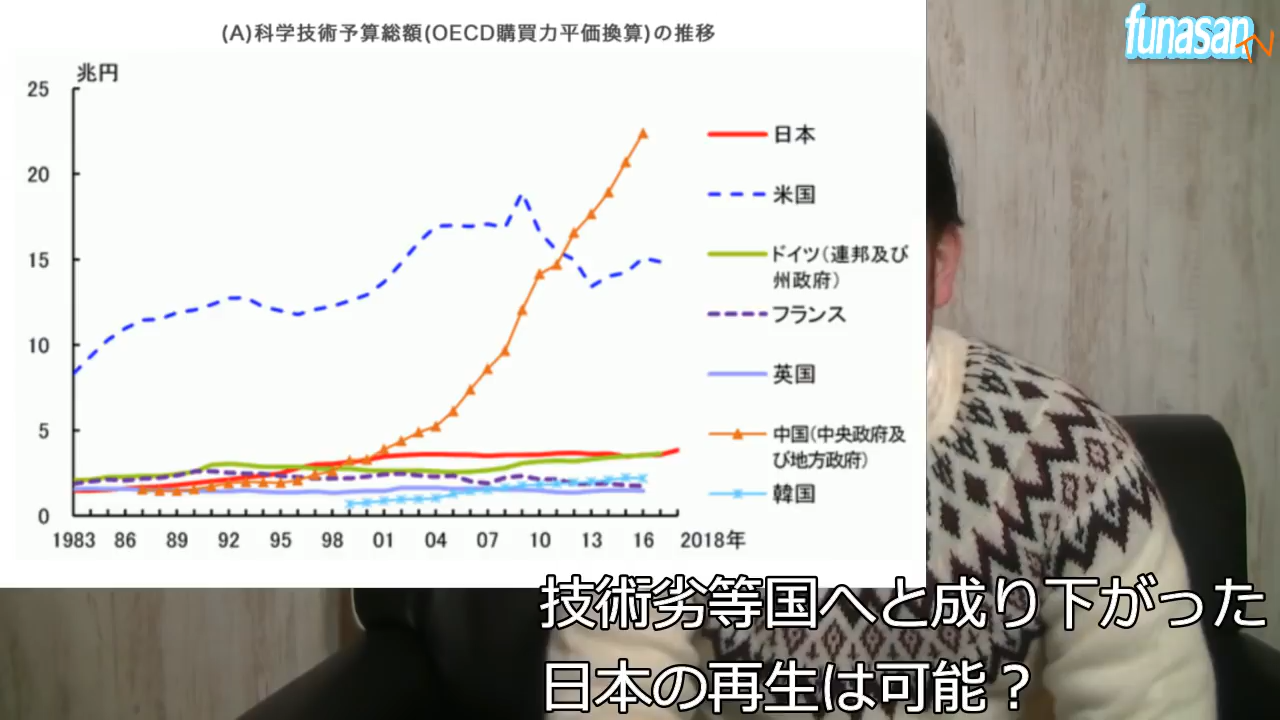 (A)科学技術予算総額(OECD購買力平価換算)の推移
funasan TV
兆円
25
20
15
10
5
0
1983 86 89 92 95 98 01 04 07 10 13 16 2018年
日本
米国
ドイツ(連邦及び
州政府)
フランス
英国
中国(中央政府及
び地方政府)
韓国
技術劣等国へと成り下がった
日本の再生は可能？